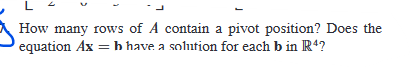 How many rows of A contain a pivot position? Does the
equation Ax = b have a solution for each b in ℝ⁴?